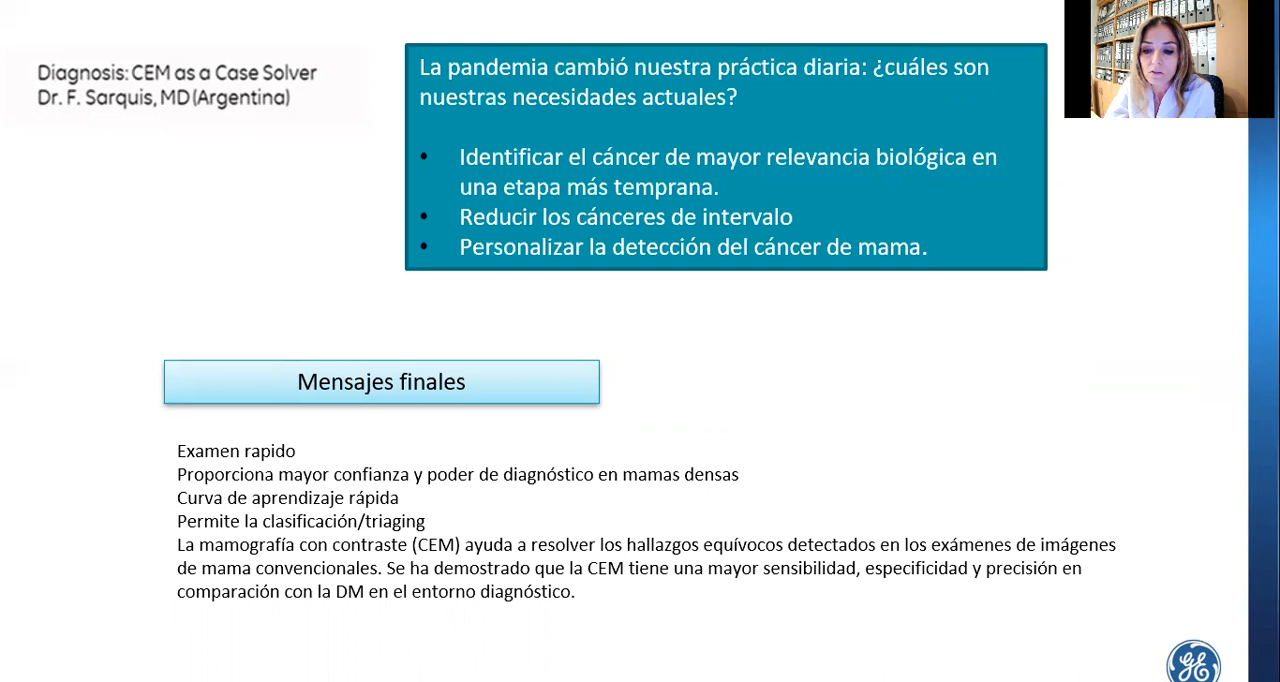 Diagnosis: CEM as a Case Solver
Dr. F. Sarquis, MD (Argentina)
La pandemia cambió nuestra práctica diaria: ¿cuáles son
nuestras necesidades actuales?
• Identificar el cáncer de mayor relevancia biológica en
una etapa más temprana.
• Reducir los cánceres de intervalo
• Personalizar la detección del cáncer de mama.
Mensajes finales
Examen rapido
Proporciona mayor confianza y poder de diagnóstico en mamas densas
Curva de aprendizaje rápida
Permite la clasificación/triaging
La mamografía con contraste (CEM) ayuda a resolver los hallazgos equívocos detectados en los exámenes de imágenes
de mama convencionales. Se ha demostrado que la CEM tiene una mayor sensibilidad, especificidad y precisión en
comparación con la DM en el entorno diagnóstico.
GE